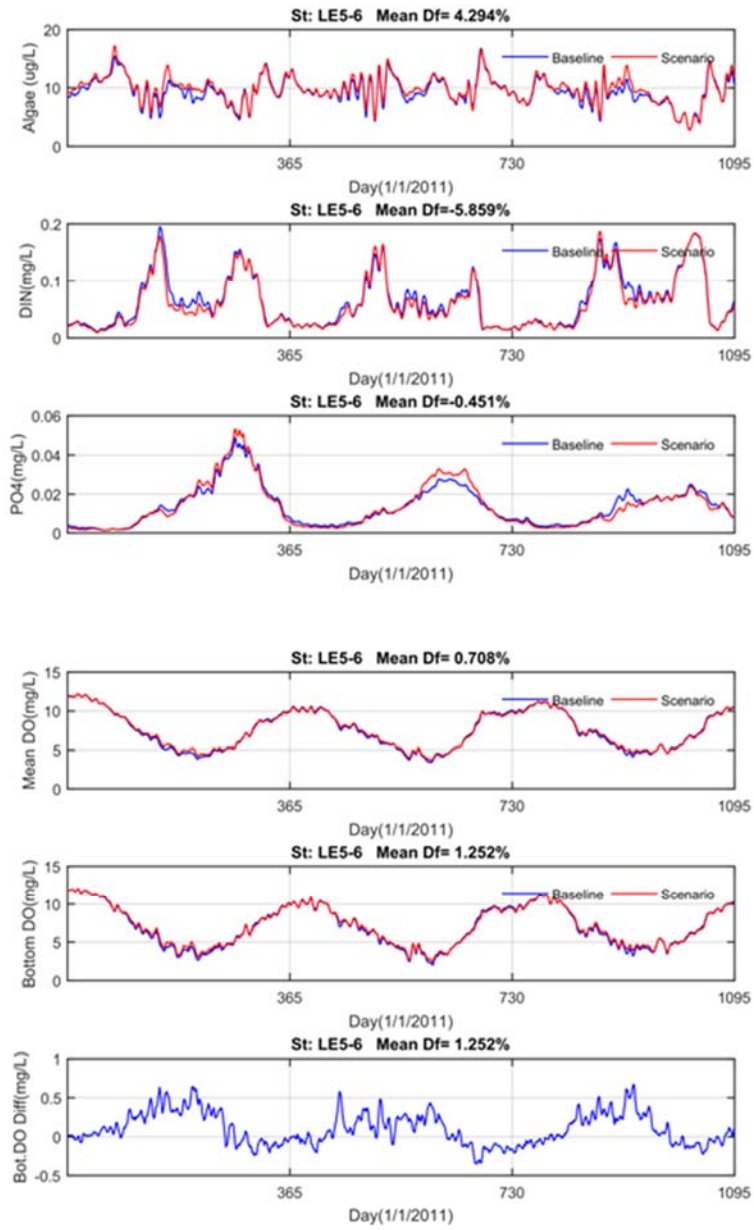 St: LE5-6 Mean Df= 4.294%
20
10
0
Algae (ug/L)
Baseline Scenario
365 730 1095
Day(1/1/2011)
St: LE5-6 Mean Df=-5.859%
0.2
0.1
0
DIN(mg/L)
Baseline Scenario
365 730 1095
Day(1/1/2011)
St: LE5-6 Mean Df=-0.451%
0.06
0.04
0.02
0
PO4(mg/L)
Baseline Scenario
365 730 1095
Day(1/1/2011)
St: LE5-6 Mean Df= 0.708%
15
10
5
0
Mean DO(mg/L)
Baseline Scenario
365 730 1095
Day(1/1/2011)
St: LE5-6 Mean Df= 1.252%
15
10
5
0
Bottom DO(mg/L)
Baseline Scenario
365 730 1095
Day(1/1/2011)
St: LE5-6 Mean Df= 1.252%
1
0.5
0
-0.5
Bot.DO Diff(mg/L)
365 730 1095
Day(1/1/2011)